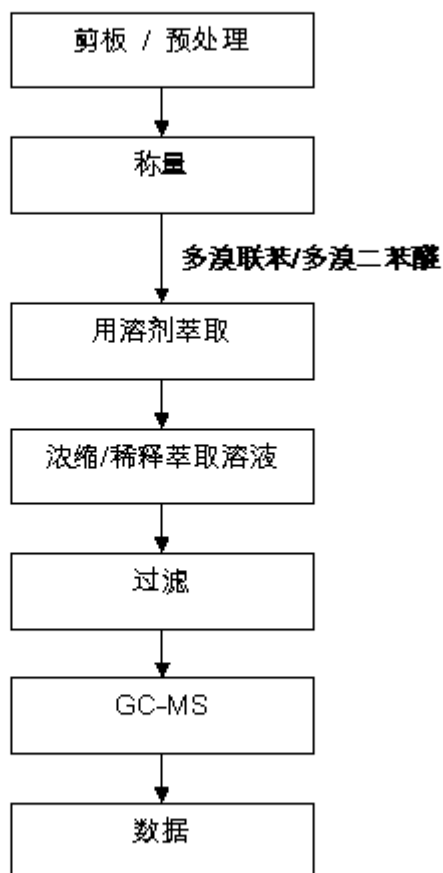 剪板 / 预处理
称量
多溴联苯/多溴二苯醚
用溶剂萃取
浓缩/稀释萃取溶液
过滤
GC-MS
数据